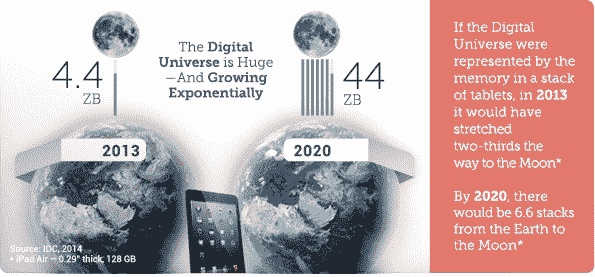 4.4
ZB
The Digital
Universe is Huge
—And Growing
Exponentially
44
ZB
2013
2020
Source: IDC, 2014
• iPad Air – 0.29" thick, 128 GB
If the Digital
Universe were
represented by the
memory in a stack
of tablets, in 2013
it would have
stretched
two-thirds the
way to the Moon*
By 2020, there
would be 6.6 stacks
from the Earth to
the Moon*